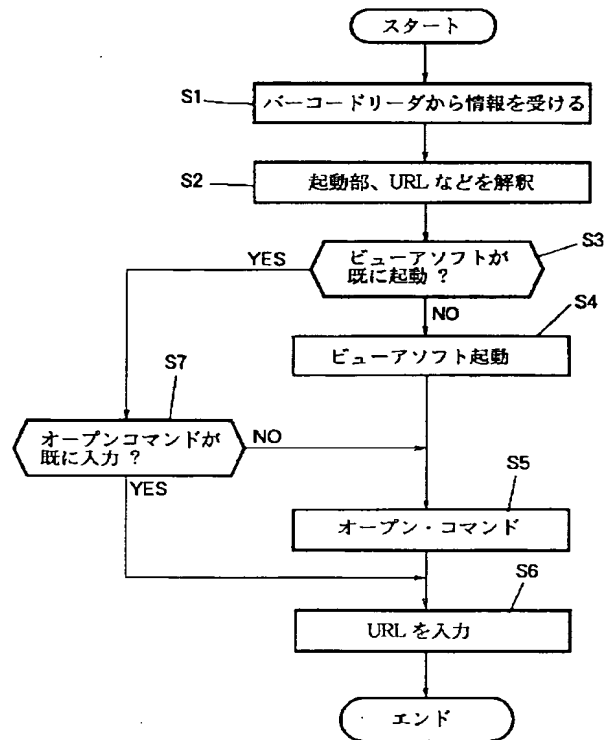 スタート
S1
バーコードリーダから情報を受ける
S2
起動部、URLなどを解釈
S3
ビューアソフトが
既に起動 ?
YES
NO
S4
ビューアソフト起動
S7
オープンコマンドが
既に入力 ?
NO
YES
S5
オープン・コマンド
S6
URLを入力
エンド